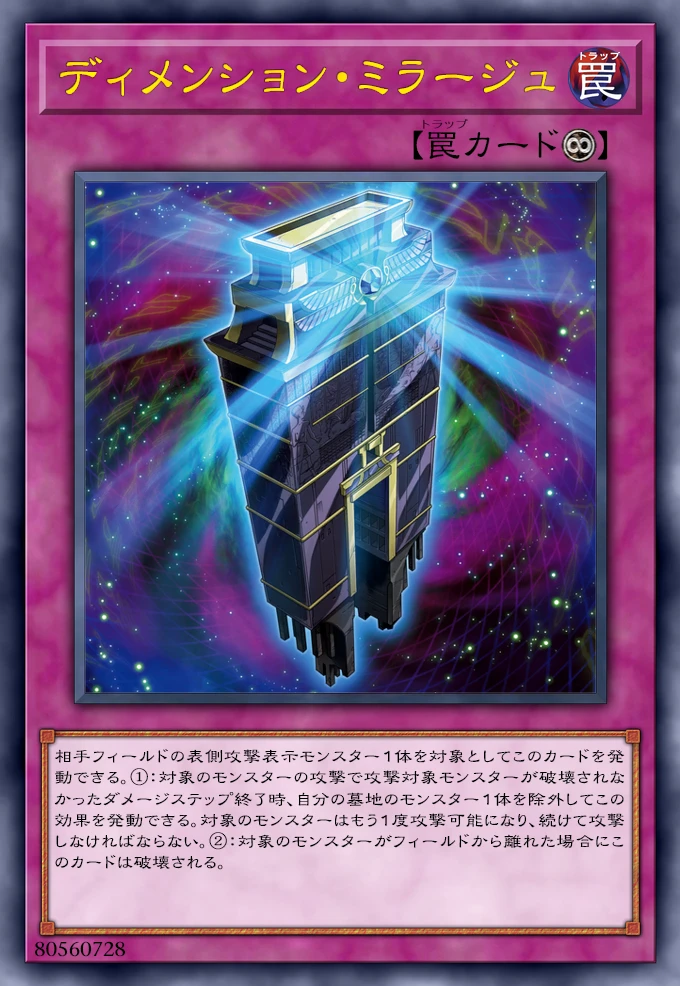 ディメンション・ミラージュ
トラップ
罠
トラップ
【罠カード】
相手フィールドの表側攻撃表示モンスター1体を対象としてこのカードを発
動できる。①:対象のモンスターの攻撃で攻撃対象モンスターが破壊されな
かったダメージステップ終了時、自分の墓地のモンスター1体を除外してこの
効果を発動できる。対象のモンスターはもう1度攻撃可能になり、続けて攻撃
しなければならない。②:対象のモンスターがフィールドから離れた場合にこ
のカードは破壊される。
80560728